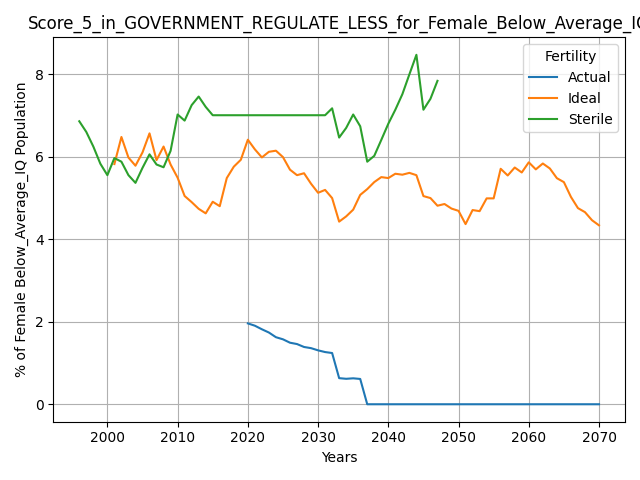 Score_5_in_GOVERNMENT_REGULATE_LESS_for_Female_Below_Average_IQ
Fertility
Actual
Ideal
Sterile
% of Female Below_Average_IQ Population
8
6
4
2
0
2000 2010 2020 2030 2040 2050 2060 2070
Years